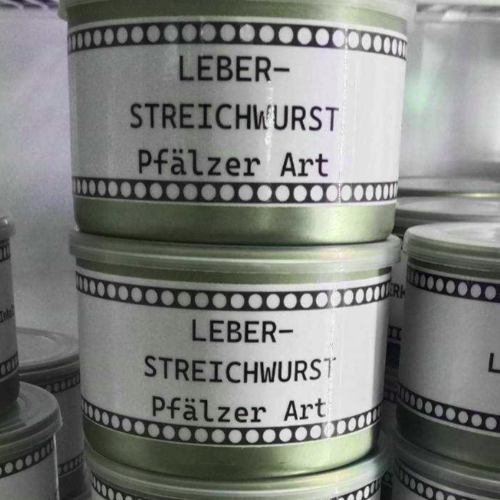 LEBER-
STREICHWURST
Pfälzer Art
LEBER-
STREICHWURST
Pfälzer Art